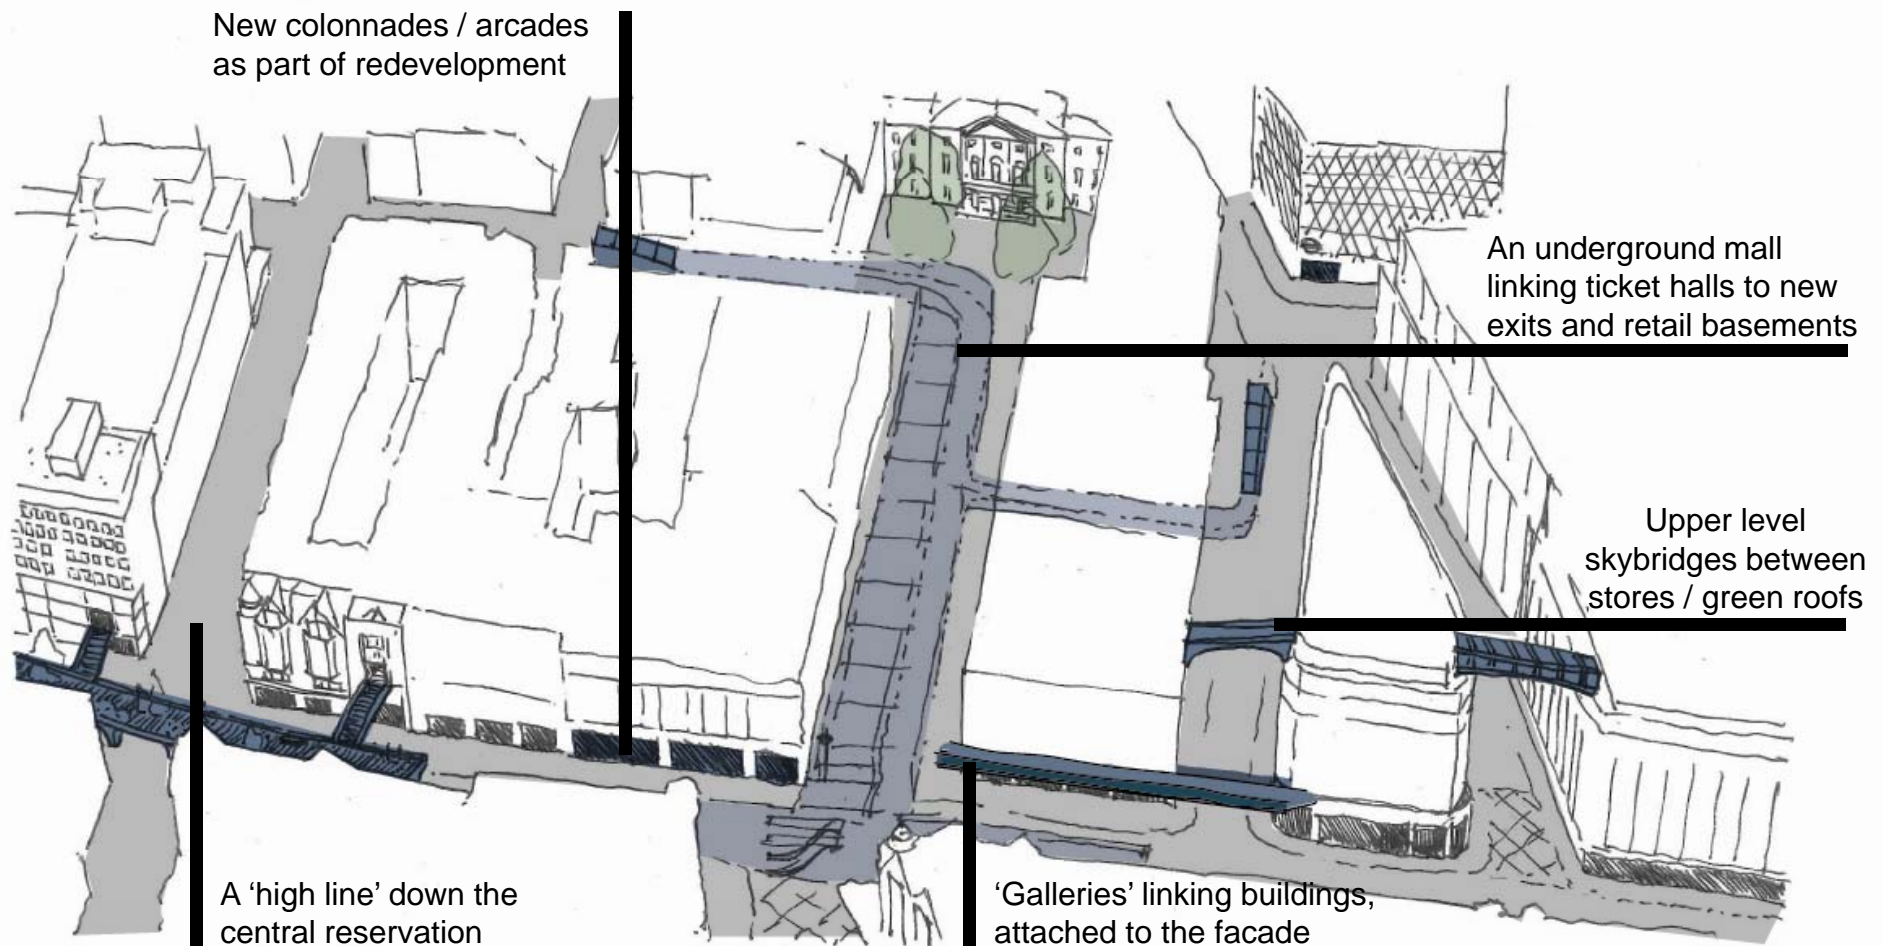 New colonnades / arcades
as part of redevelopment
An underground mall
linking ticket halls to new
exits and retail basements
Upper level
skybridges between
stores / green roofs
A ‘high line’ down the
central reservation
‘Galleries’ linking buildings,
attached to the facade